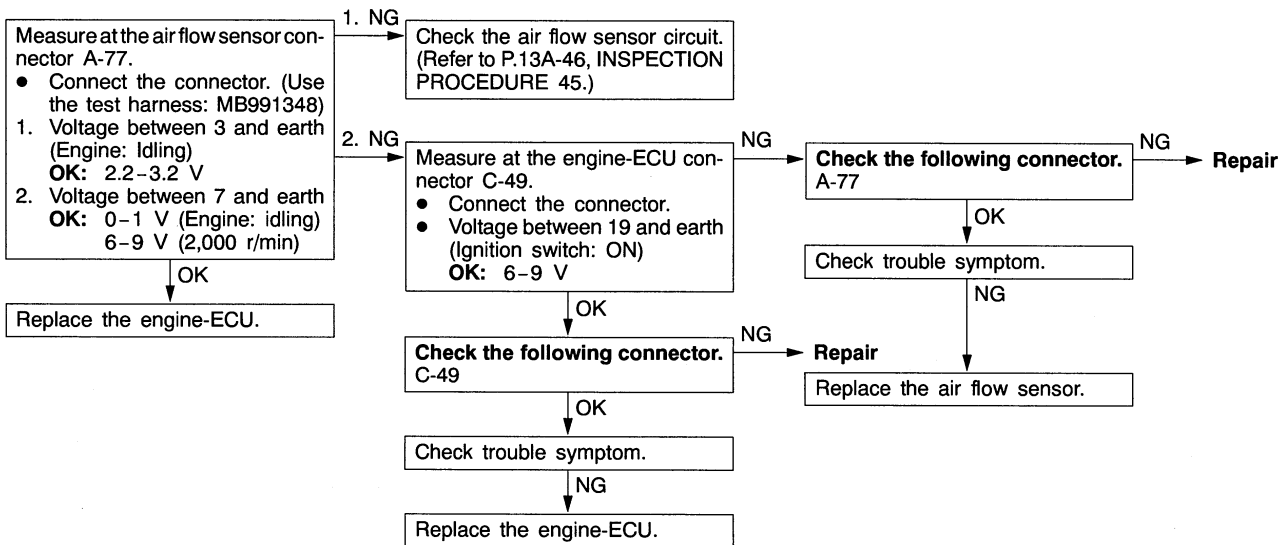 1. NG
Measure at the air flow sensor con-
nector A-77.
● Connect the connector. (Use
the test harness: MB991348)
1. Voltage between 3 and earth
(Engine: Idling)
OK: 2.2–3.2 V
2. Voltage between 7 and earth
OK: 0–1 V (Engine: idling)
6–9 V (2,000 r/min)
Check the air flow sensor circuit.
(Refer to P.13A-46, INSPECTION
PROCEDURE 45.)
2. NG
Measure at the engine-ECU con-
nector C-49.
● Connect the connector.
● Voltage between 19 and earth
(Ignition switch: ON)
OK: 6–9 V
NG
Check the following connector.
A-77
NG
Repair
OK
Check trouble symptom.
NG
Replace the air flow sensor.
OK
Replace the engine-ECU.
OK
Check the following connector.
C-49
NG
Repair
OK
Check trouble symptom.
NG
Replace the engine-ECU.